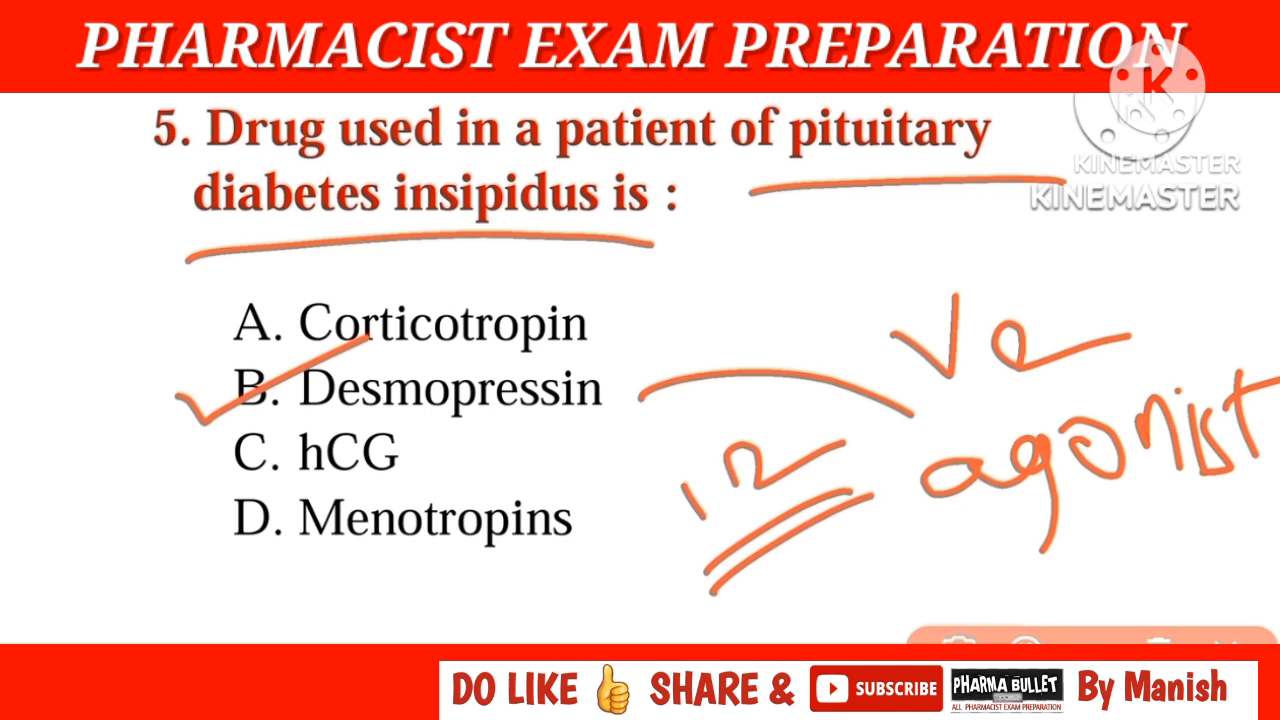 PHARMACIST EXAM PREPARATION
K
KINEMASTER
KINEMASTER
5. Drug used in a patient of pituitary
diabetes insipidus is :
A. Corticotropin
B. Desmopressin
C. hCG
D. Menotropins
V2
agonist
12
DO LIKE SHARE & SUBSCRIBE PHARMA BULLET By Manish
ALL PHARMACIST EXAM PREPARATION